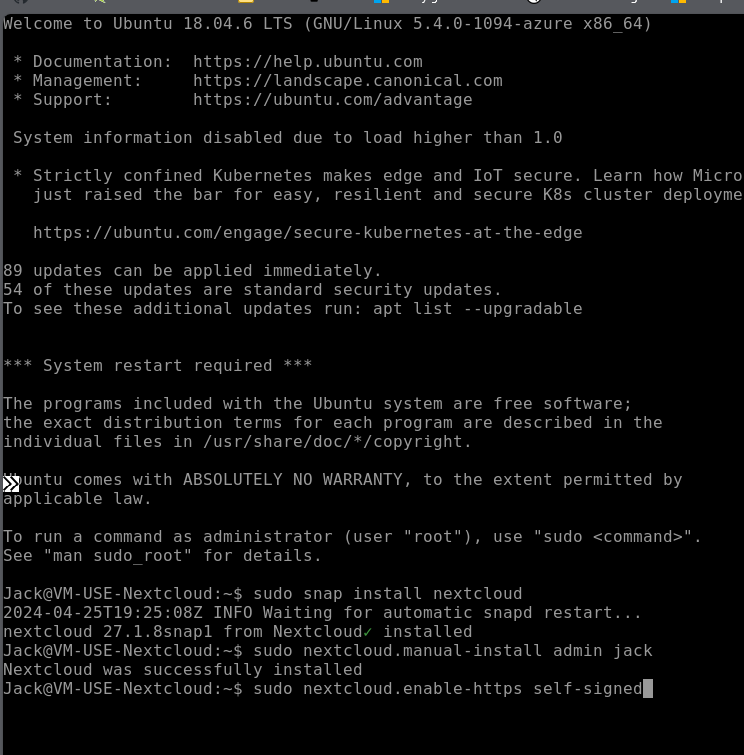 Welcome to Ubuntu 18.04.6 LTS (GNU/Linux 5.4.0-1094-azure x86_64)
* Documentation:  https://help.ubuntu.com
* Management:     https://landscape.canonical.com
* Support:        https://ubuntu.com/advantage
System information disabled due to load higher than 1.0
* Strictly confined Kubernetes makes edge and IoT secure. Learn how Micro
just raised the bar for easy, resilient and secure K8s cluster deployme
https://ubuntu.com/engage/secure-kubernetes-at-the-edge
89 updates can be applied immediately.
54 of these updates are standard security updates.
To see these additional updates run: apt list --upgradable
*** System restart required ***
The programs included with the Ubuntu system are free software;
the exact distribution terms for each program are described in the
individual files in /usr/share/doc/*/copyright.
Ubuntu comes with ABSOLUTELY NO WARRANTY, to the extent permitted by
applicable law.
To run a command as administrator (user "root"), use "sudo <command>".
See "man sudo_root" for details.
Jack@VM-USE-Nextcloud:~$ sudo snap install nextcloud
2024-04-25T19:25:08Z INFO Waiting for automatic snapd restart...
nextcloud 27.1.8snap1 from Nextcloud✓ installed
Jack@VM-USE-Nextcloud:~$ sudo nextcloud.manual-install admin jack
Nextcloud was successfully installed
Jack@VM-USE-Nextcloud:~$ sudo nextcloud.enable-https self-signed